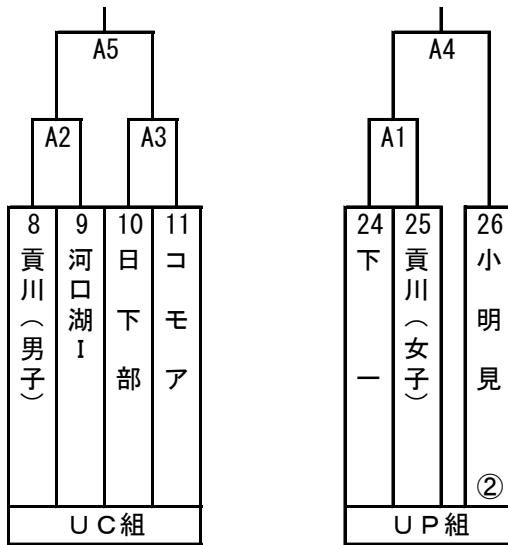 A5
A2
A3
8
貢川(男子)
9
河口湖I
10
日下部
11
コモア
UC組
A4
A1
24
下一
25
貢川(女子)
26
小明見
②
UP組